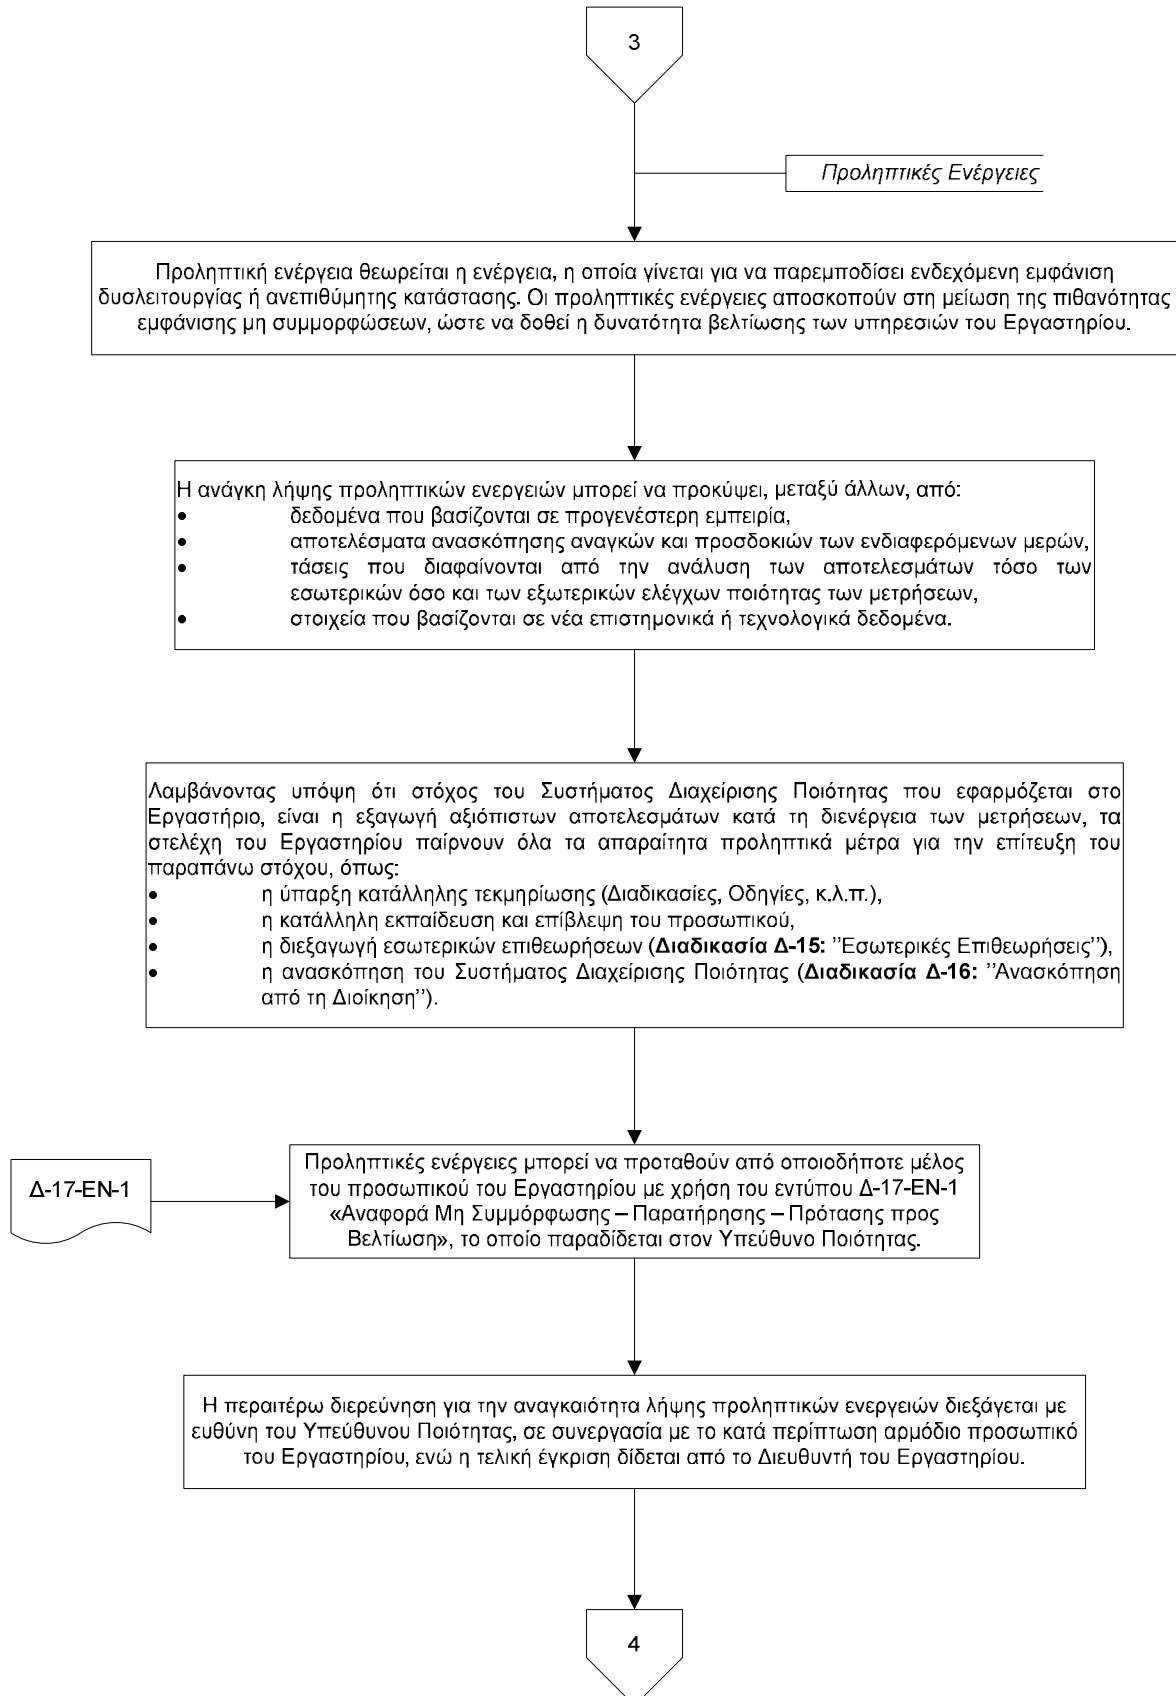 3
Προληπτικές Ενέργειες
Προληπτική ενέργεια θεωρείται η ενέργεια, η οποία γίνεται για να παρεμποδίσει ενδεχόμενη εμφάνιση
δυσλειτουργίας ή ανεπιθύμητης κατάστασης. Οι προληπτικές ενέργειες αποσκοπούν στη μείωση της πιθανότητας
εμφάνισης μη συμμορφώσεων, ώστε να δοθεί η δυνατότητα βελτίωσης των υπηρεσιών του Εργαστηρίου.
Η ανάγκη λήψης προληπτικών ενεργειών μπορεί να προκύψει, μεταξύ άλλων, από:
• δεδομένα που βασίζονται σε προγενέστερη εμπειρία,
• αποτελέσματα ανασκόπησης αναγκών και προσδοκιών των ενδιαφερόμενων μερών,
• τάσεις που διαφαίνονται από την ανάλυση των αποτελεσμάτων τόσο των
εσωτερικών όσο και των εξωτερικών ελέγχων ποιότητας των μετρήσεων,
• στοιχεία που βασίζονται σε νέα επιστημονικά ή τεχνολογικά δεδομένα.
Λαμβάνοντας υπόψη ότι στόχος του Συστήματος Διαχείρισης Ποιότητας που εφαρμόζεται στο
Εργαστήριο, είναι η εξαγωγή αξιόπιστων αποτελεσμάτων κατά τη διενέργεια των μετρήσεων, τα
στελέχη του Εργαστηρίου παίρνουν όλα τα απαραίτητα προληπτικά μέτρα για την επίτευξη του
παραπάνω στόχου, όπως:
• η ύπαρξη κατάλληλης τεκμηρίωσης (Διαδικασίες, Οδηγίες, κ.λ.π.),
• η κατάλληλη εκπαίδευση και επίβλεψη του προσωπικού,
• η διεξαγωγή εσωτερικών επιθεωρήσεων (Διαδικασία Δ-15: ’’Εσωτερικές Επιθεωρήσεις’’),
• η ανασκόπηση του Συστήματος Διαχείρισης Ποιότητας (Διαδικασία Δ-16: ’’Ανασκόπηση
από τη Διοίκηση’’).
Δ-17-ΕΝ-1
Προληπτικές ενέργειες μπορεί να προταθούν από οποιοδήποτε μέλος
του προσωπικού του Εργαστηρίου με χρήση του εντύπου Δ-17-ΕΝ-1
«Αναφορά Μη Συμμόρφωσης – Παρατήρησης – Πρότασης προς
Βελτίωση», το οποίο παραδίδεται στον Υπεύθυνο Ποιότητας.
Η περαιτέρω διερεύνηση για την αναγκαιότητα λήψης προληπτικών ενεργειών διεξάγεται με
ευθύνη του Υπεύθυνου Ποιότητας, σε συνεργασία με το κατά περίπτωση αρμόδιο προσωπικό
του Εργαστηρίου, ενώ η τελική έγκριση δίδεται από το Διευθυντή του Εργαστηρίου.
4